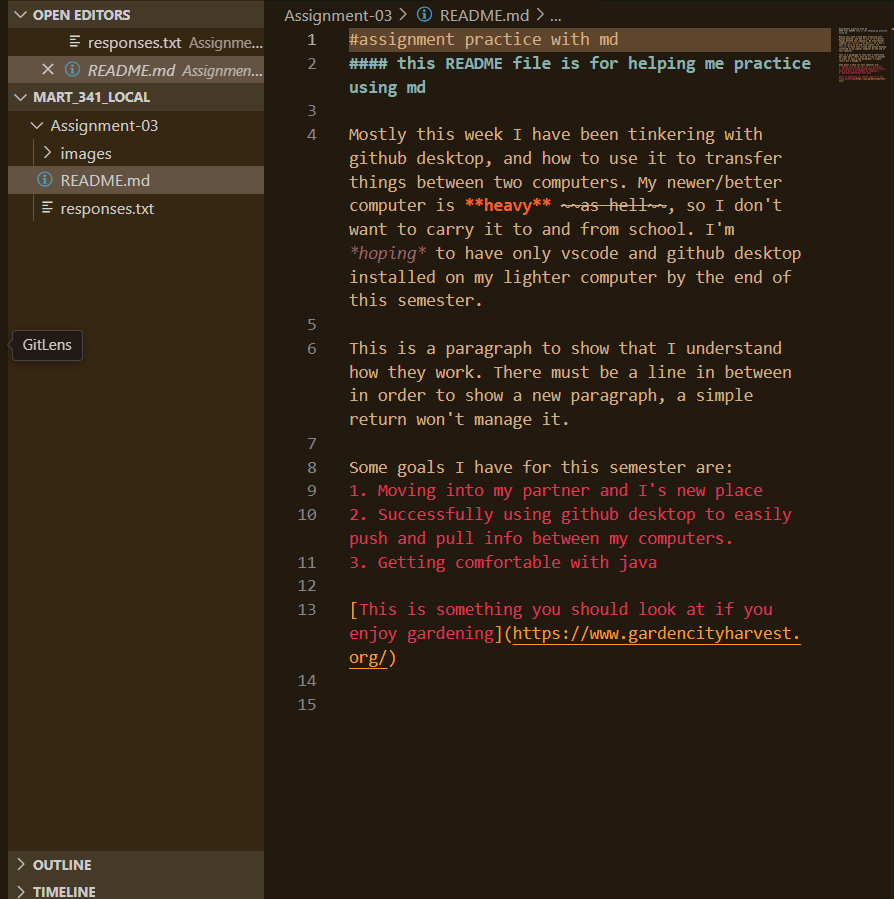 OPEN EDITORS
responses.txt Assignme...
README.md Assignmen...
MART_341_LOCAL
Assignment-03
images
README.md
responses.txt
GitLens
OUTLINE
TIMELINE
Assignment-03 > README.md > ...
1 #assignment practice with md
2 #### this README file is for helping me practice
using md
3
4 Mostly this week I have been tinkering with
github desktop, and how to use it to transfer
things between two computers. My newer/better
computer is **heavy** ~~as hell~~, so I don't
want to carry it to and from school. I'm
*hoping* to have only vscode and github desktop
installed on my lighter computer by the end of
this semester.
5
6 This is a paragraph to show that I understand
how they work. There must be a line in between
in order to show a new paragraph, a simple
return won't manage it.
7
8 Some goals I have for this semester are:
9 1. Moving into my partner and I's new place
10 2. Successfully using github desktop to easily
push and pull info between my computers.
11 3. Getting comfortable with java
12
13 [This is something you should look at if you
enjoy gardening](https://www.gardencityharvest.
org/)
14
15